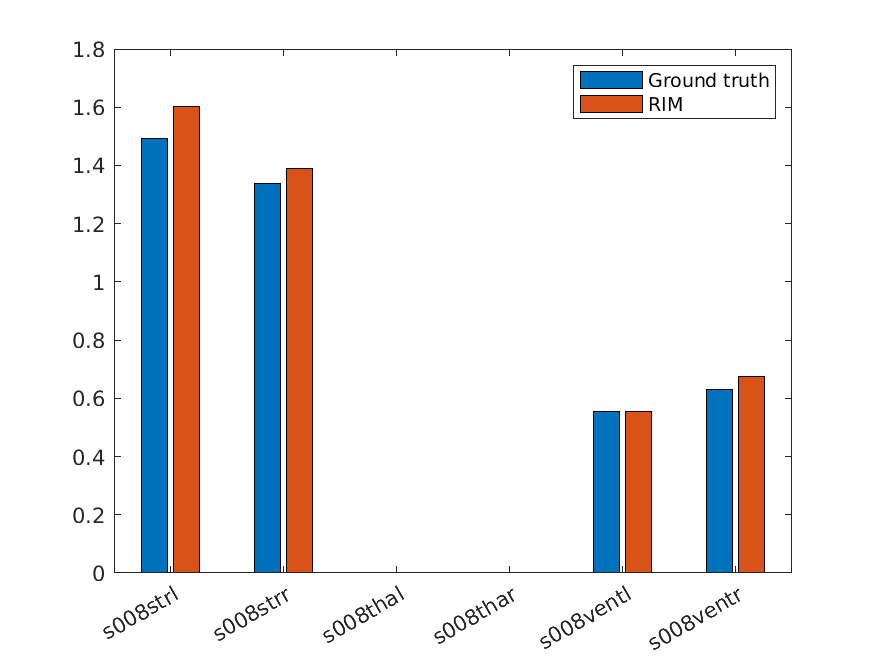 1.8
1.6
1.4
1.2
1
0.8
0.6
0.4
0.2
0
Ground truth
RIM
s008strl
s008strr
s008thal
s008thar
s008ventl
s008ventr